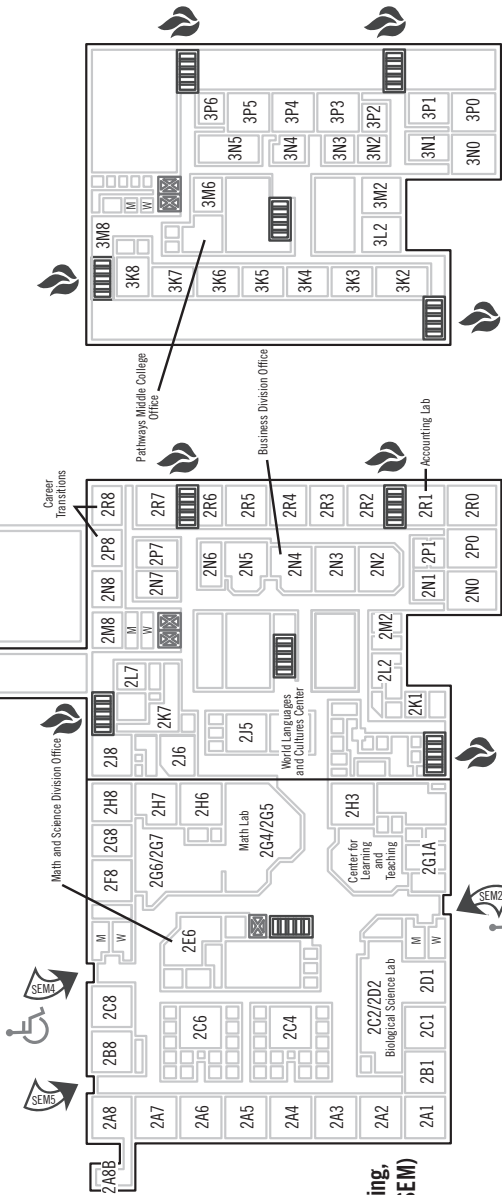 ing,
SEM)
2A8B
2A8
2B8
2C8
M
W
2F8
2G8
2H8
2J8
2M8
2N8
2P8
2R8
Career
Transitions
SEM5
SEM4
Math and Science Division Office
2A7
2G6/2G7
2H7
2K7
2L7
M
W
2N7
2P7
2R7
2A6
2C6
2E6
2H6
2J6
2N6
2R6
2A5
Math Lab
2G4/2G5
2J5
2N5
2R5
2A4
2C4
World Languages
and Cultures Center
2N4
2R4
Business Division Office
2A3
2H3
2N3
2R3
2A2
2C2/2D2
Biological Science Lab
Center for
Learning
and
Teaching
2L2
2M2
2N2
2R2
2A1
2B1
2C1
2D1
M
W
2G1A
2K1
2N1
2P1
2R1
Accounting Lab
2N0
2P0
2R0
SEM2
3M8
M
W
3K8
3K7
3M6
Pathways Middle College
Office
3K6
3P6
3K5
3N5
3P5
3K4
3N4
3P4
3K3
3N3
3P3
3K2
3L2
3M2
3N2
3P2
3N1
3P1
3N0
3P0